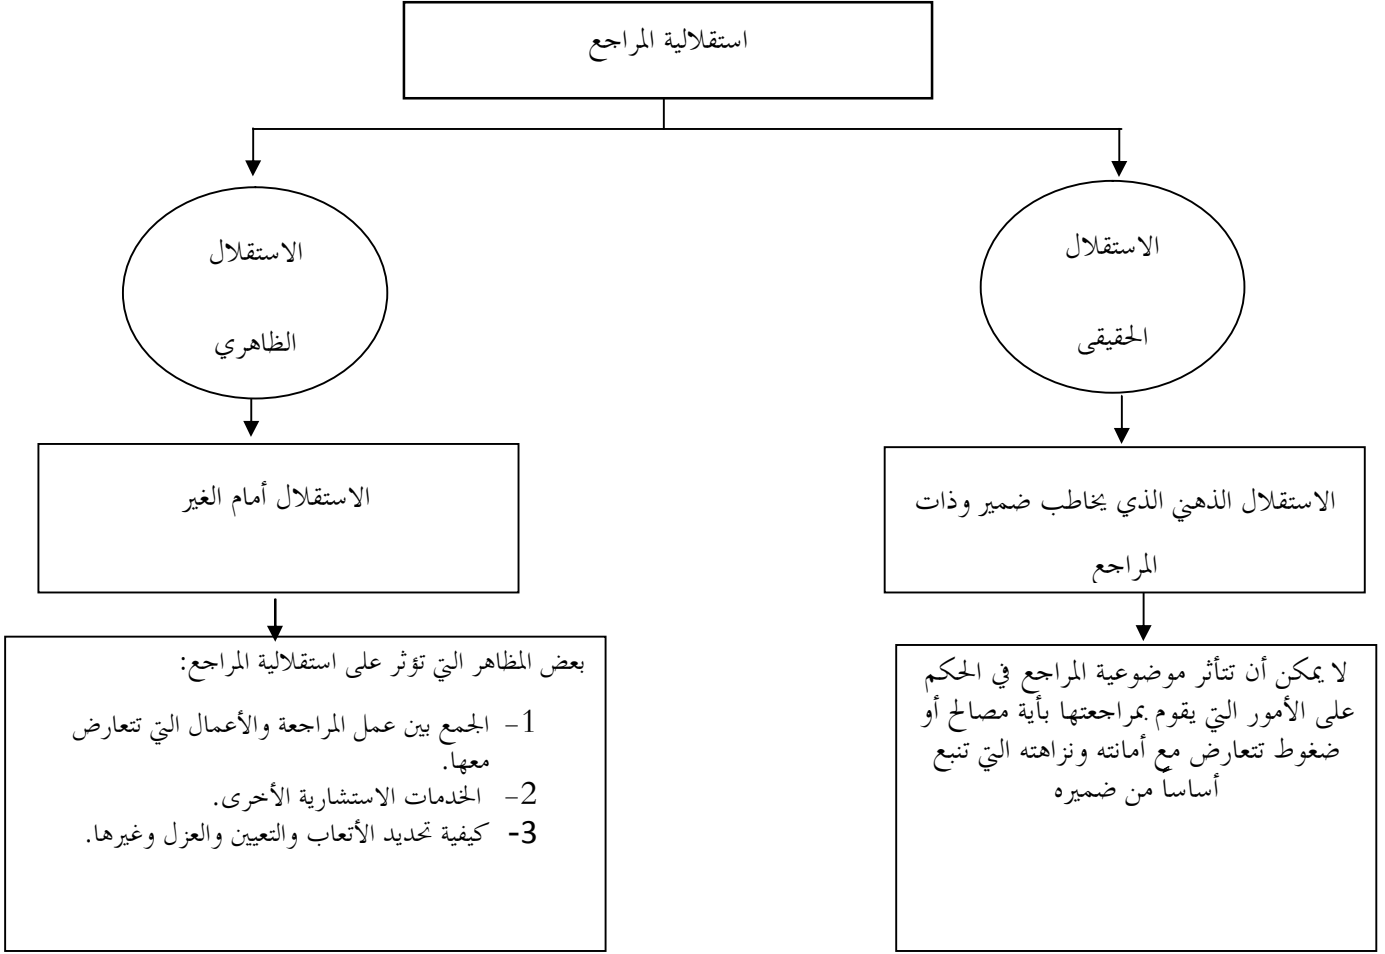 استقلالية المراجع
الاستقلال
الحقيقى
الاستقلال الذهني الذي يخاطب ضمير وذات
المراجع
لا يمكن أن تتأثر موضوعية المراجع في الحكم
على الأمور التي يقوم بمراجعتها بأية مصالح أو
ضغوط تتعارض مع أمانته ونزاهته التي تنبع
أساساً من ضميره
الاستقلال
الظاهري
الاستقلال أمام الغير
بعض المظاهر التي تؤثر على استقلالية المراجع:
1- الجمع بين عمل المراجعة والأعمال التي تتعارض
معها.
2- الخدمات الاستشارية الأخرى.
3- كيفية تحديد الأتعاب والتعيين والعزل وغيرها.